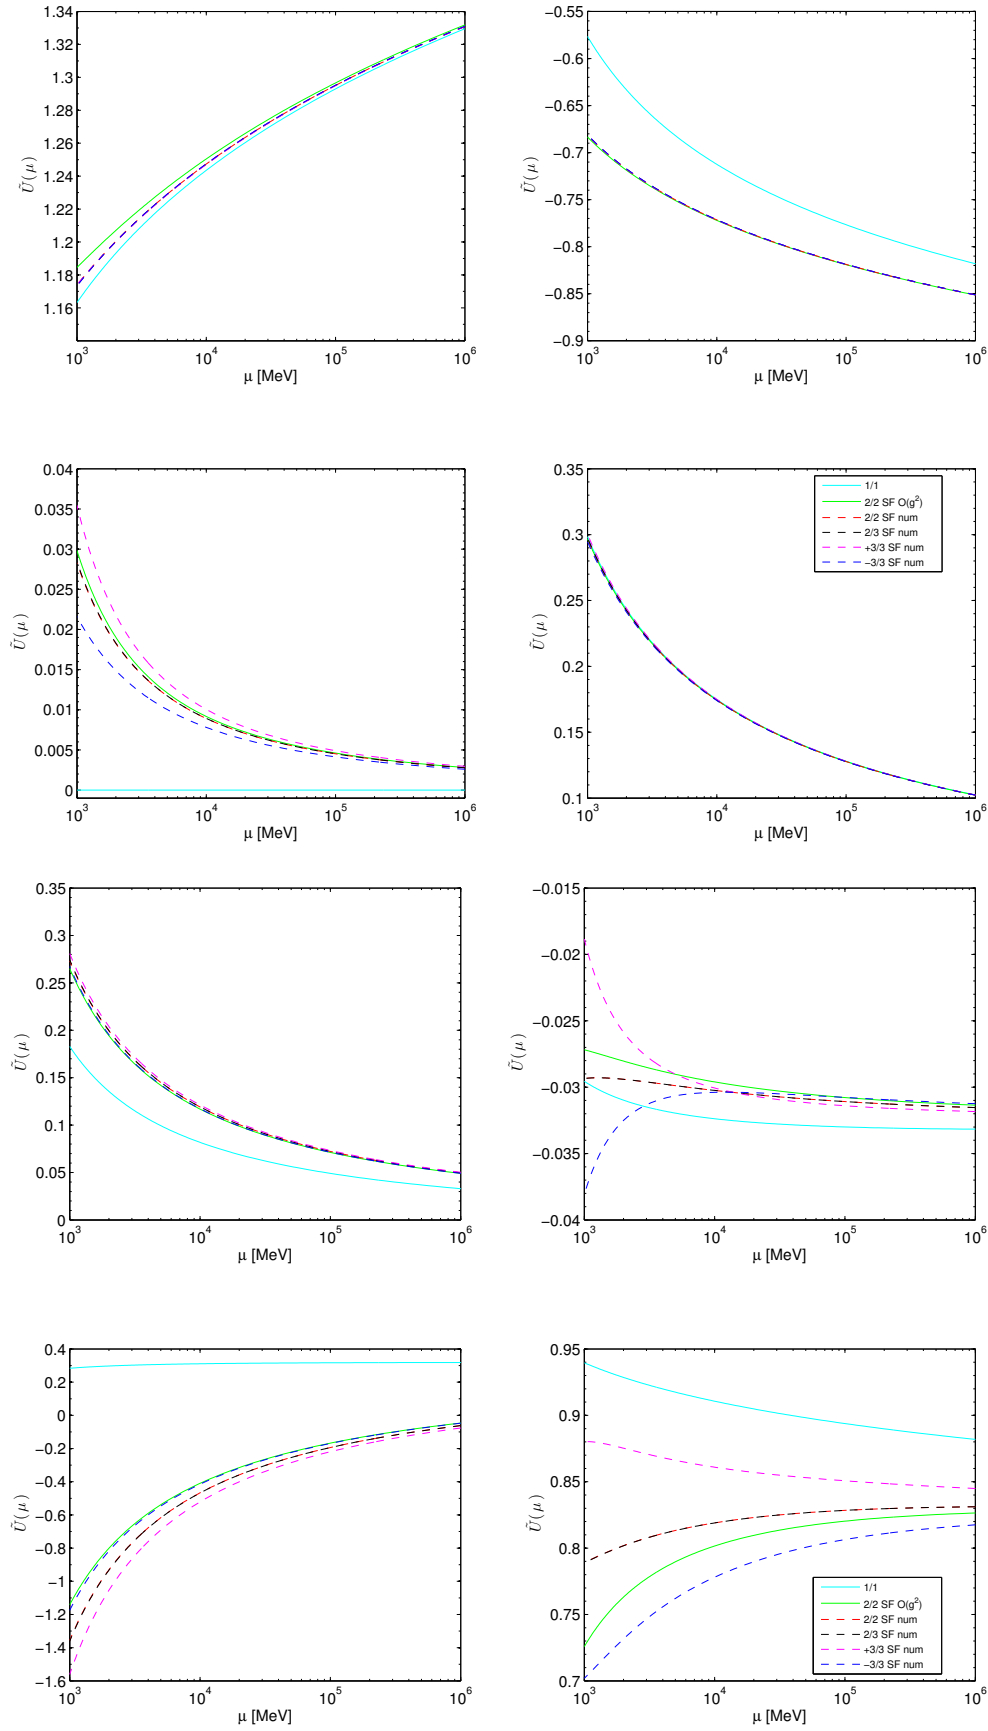 1.34
1.32
1.3
1.28
1.26
1.24
1.22
1.2
1.18
1.16
Ũ(μ)
10³ 10⁴ 10⁵ 10⁶
μ [MeV]
−0.55
−0.6
−0.65
−0.7
−0.75
−0.8
−0.85
−0.9
Ũ(μ)
10³ 10⁴ 10⁵ 10⁶
μ [MeV]
0.04
0.035
0.03
0.025
0.02
0.015
0.01
0.005
0
Ũ(μ)
10³ 10⁴ 10⁵ 10⁶
μ [MeV]
0.35
0.3
0.25
0.2
0.15
0.1
Ũ(μ)
1/1
2/2 SF O(g²)
2/2 SF num
2/3 SF num
+3/3 SF num
−3/3 SF num
10³ 10⁴ 10⁵ 10⁶
μ [MeV]
0.35
0.3
0.25
0.2
0.15
0.1
0.05
0
Ũ(μ)
10³ 10⁴ 10⁵ 10⁶
μ [MeV]
−0.015
−0.02
−0.025
−0.03
−0.035
−0.04
Ũ(μ)
10³ 10⁴ 10⁵ 10⁶
μ [MeV]
0.4
0.2
0
−0.2
−0.4
−0.6
−0.8
−1
−1.2
−1.4
−1.6
Ũ(μ)
10³ 10⁴ 10⁵ 10⁶
μ [MeV]
0.95
0.9
0.85
0.8
0.75
0.7
Ũ(μ)
1/1
2/2 SF O(g²)
2/2 SF num
2/3 SF num
+3/3 SF num
−3/3 SF num
10³ 10⁴ 10⁵ 10⁶
μ [MeV]